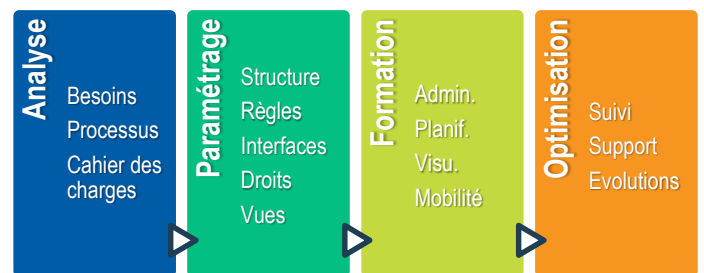 Analyse
Besoins
Processus
Cahier des
charges
Paramétrage
Structure
Règles
Interfaces
Droits
Vues
Formation
Admin.
Planif.
Visu.
Mobilité
Optimisation
Suivi
Support
Evolutions